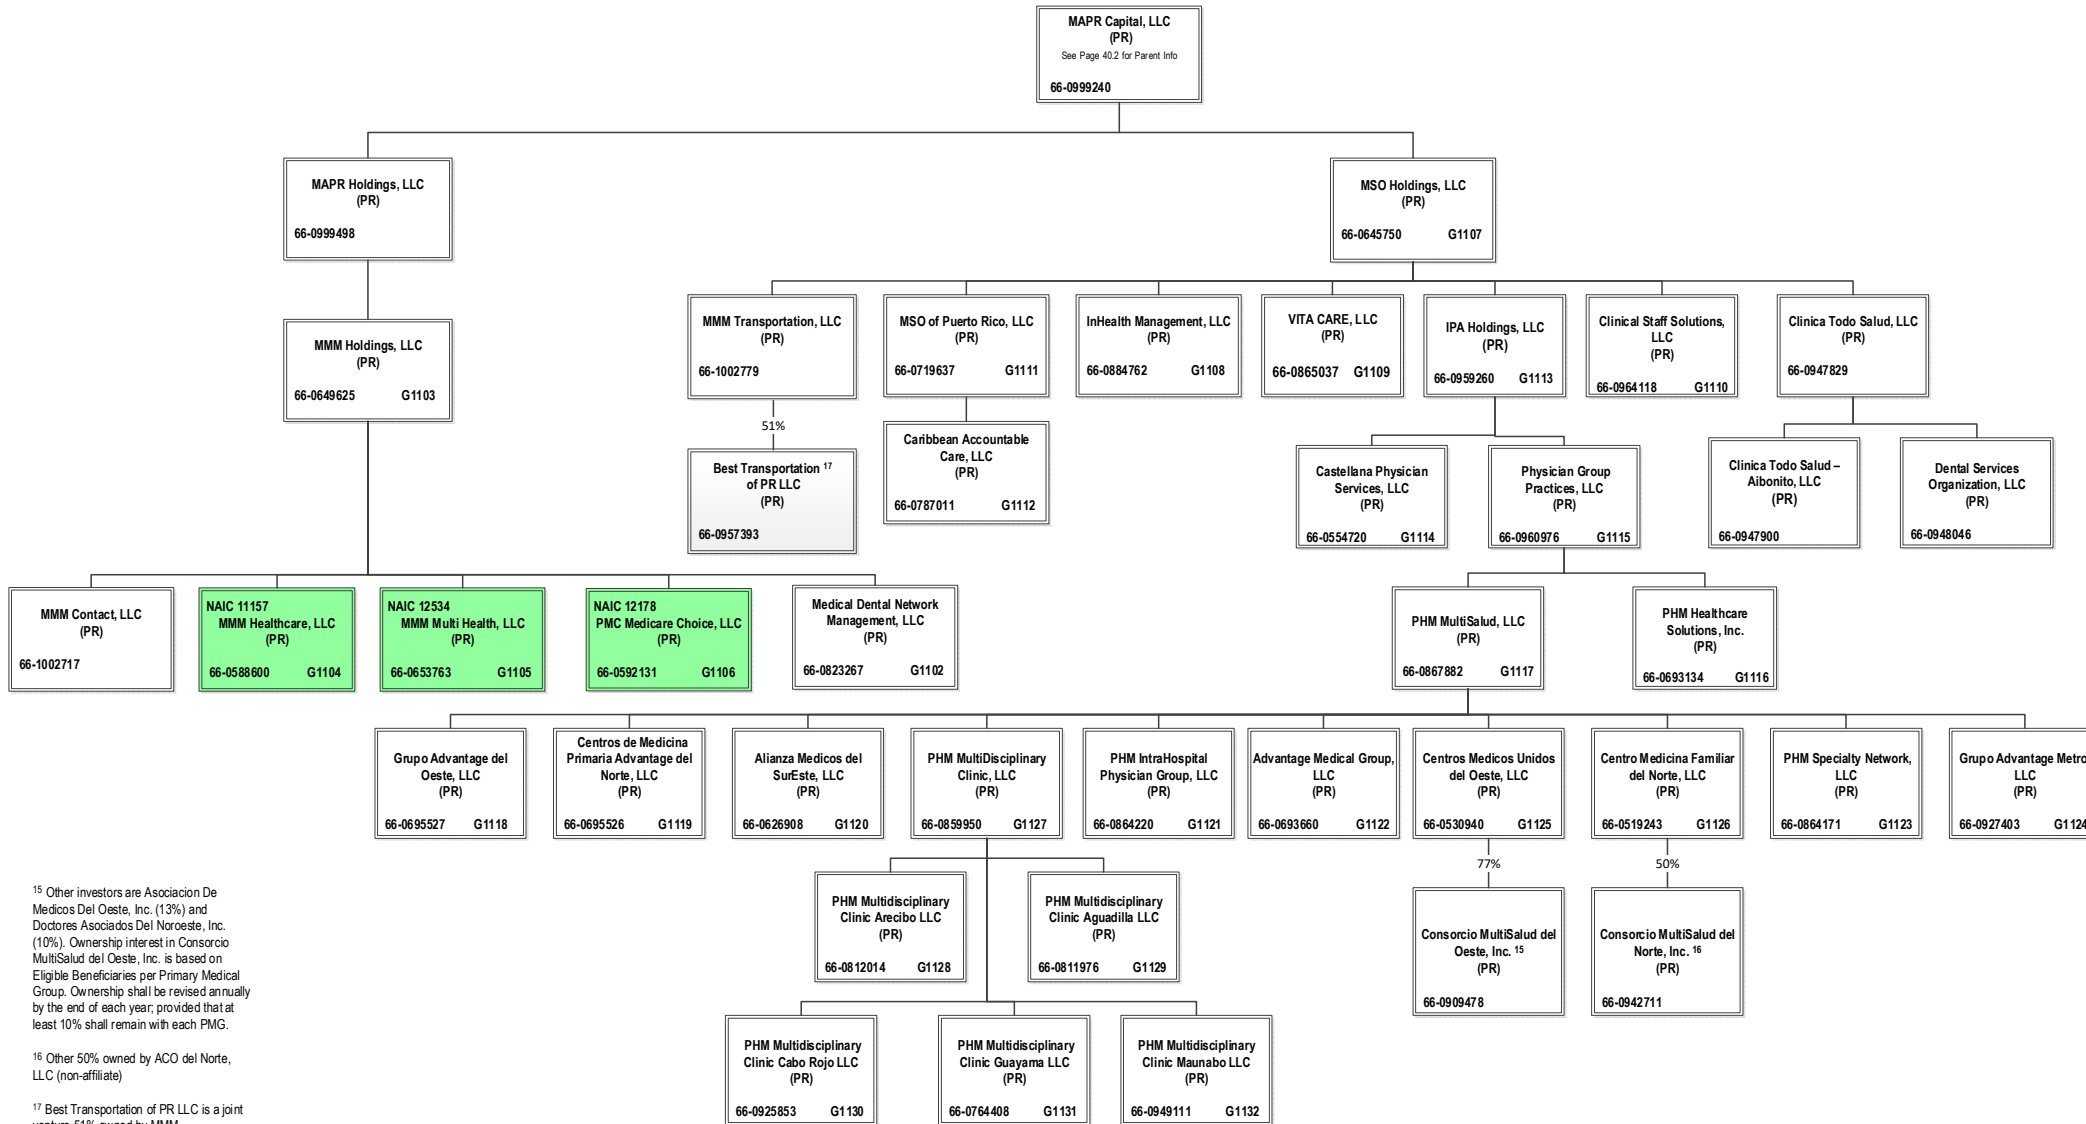 MAPR Capital, LLC
(PR)
See Page 40.2 for Parent Info
66-0999240
MAPR Holdings, LLC
(PR)
66-0999498
MSO Holdings, LLC
(PR)
66-0645750 G1107
MMM Holdings, LLC
(PR)
66-0649625 G1103
MMM Transportation, LLC
(PR)
66-1002779
MSO of Puerto Rico, LLC
(PR)
66-0719637 G1111
InHealth Management, LLC
(PR)
66-0884762 G1108
VITA CARE, LLC
(PR)
66-0865037 G1109
IPA Holdings, LLC
(PR)
66-0959260 G1113
Clinical Staff Solutions,
LLC
(PR)
66-0964118 G1110
Clinica Todo Salud, LLC
(PR)
66-0947829
51%
Best Transportation 17
of PR LLC
(PR)
66-0957393
Caribbean Accountable
Care, LLC
(PR)
66-0787011 G1112
Castellana Physician
Services, LLC
(PR)
66-0554720 G1114
Physician Group
Practices, LLC
(PR)
66-0960976 G1115
Clinica Todo Salud –
Aibonito, LLC
(PR)
66-0947900
Dental Services
Organization, LLC
(PR)
66-0948046
MMM Contact, LLC
(PR)
66-1002717
NAIC 11157
MMM Healthcare, LLC
(PR)
66-0588600 G1104
NAIC 12534
MMM Multi Health, LLC
(PR)
66-0653763 G1105
NAIC 12178
PMC Medicare Choice, LLC
(PR)
66-0592131 G1106
Medical Dental Network
Management, LLC
(PR)
66-0823267 G1102
PHM MultiSalud, LLC
(PR)
66-0867882 G1117
PHM Healthcare
Solutions, Inc.
(PR)
66-0693134 G1116
Grupo Advantage del
Oeste, LLC
(PR)
66-0695527 G1118
Centros de Medicina
Primaria Advantage del
Norte, LLC
(PR)
66-0695526 G1119
Alianza Medicos del
SurEste, LLC
(PR)
66-0626908 G1120
PHM MultiDisciplinary
Clinic, LLC
(PR)
66-0859950 G1127
PHM IntraHospital
Physician Group, LLC
(PR)
66-0864220 G1121
Advantage Medical Group,
LLC
(PR)
66-0693660 G1122
Centros Medicos Unidos
del Oeste, LLC
(PR)
66-0530940 G1125
Centro Medicina Familiar
del Norte, LLC
(PR)
66-0519243 G1126
PHM Specialty Network,
LLC
(PR)
66-0864171 G1123
Grupo Advantage Metro
LLC
(PR)
66-0927403 G1124
77%
50%
PHM Multidisciplinary
Clinic Arecibo LLC
(PR)
66-0812014 G1128
PHM Multidisciplinary
Clinic Aguadilla LLC
(PR)
66-0811976 G1129
Consorcio MultiSalud del
Oeste, Inc. 15
(PR)
66-0909478
Consorcio MultiSalud del
Norte, Inc. 16
(PR)
66-0942711
PHM Multidisciplinary
Clinic Cabo Rojo LLC
(PR)
66-0925853 G1130
PHM Multidisciplinary
Clinic Guayama LLC
(PR)
66-0764408 G1131
PHM Multidisciplinary
Clinic Maunabo LLC
(PR)
66-0949111 G1132
15 Other investors are Asociacion De
Medicos Del Oeste, Inc. (13%) and
Doctores Asociados Del Noroeste, Inc.
(10%). Ownership interest in Consorcio
MultiSalud del Oeste, Inc. is based on
Eligible Beneficiaries per Primary Medical
Group. Ownership shall be revised annually
by the end of each year; provided that at
least 10% shall remain with each PMG.
16 Other 50% owned by ACO del Norte,
LLC (non-affiliate)
17 Best Transportation of PR LLC is a joint
venture 51% owned by MMM